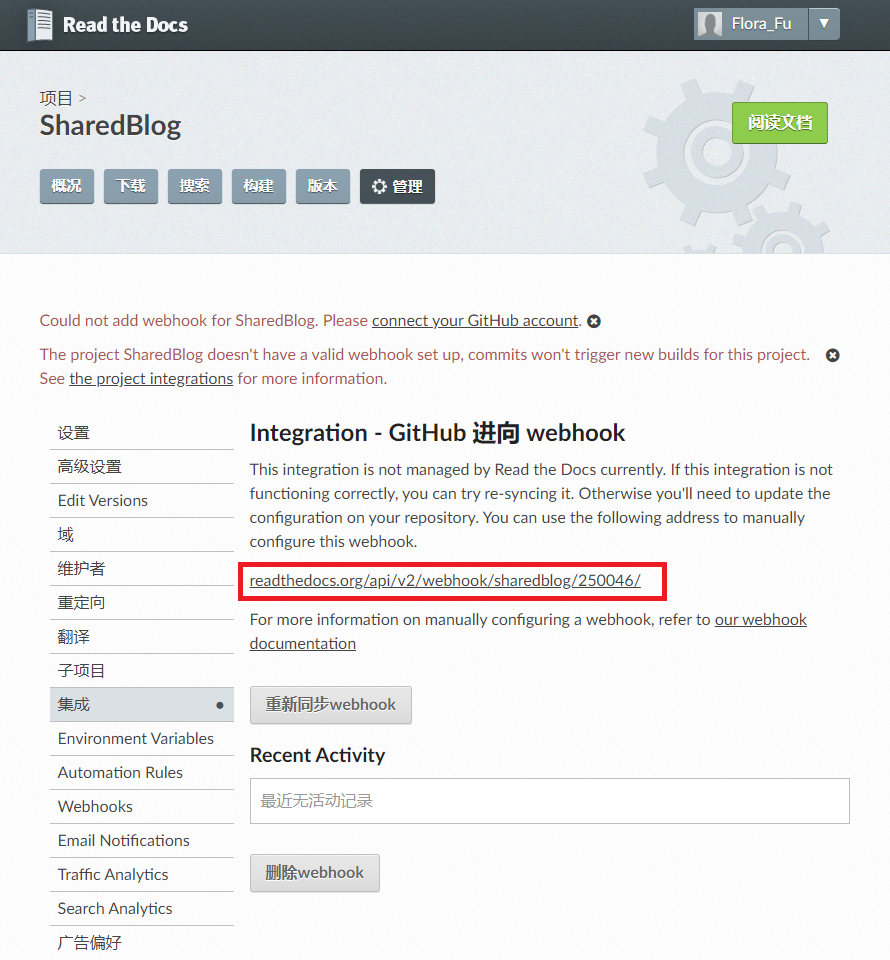 Read the Docs
Flora_Fu
项目 >
SharedBlog
阅读文档
概况
下载
搜索
构建
版本
管理
Could not add webhook for SharedBlog. Please connect your GitHub account.
The project SharedBlog doesn't have a valid webhook set up, commits won't trigger new builds for this project.
See the project integrations for more information.
设置
高级设置
Edit Versions
域
维护者
重定向
翻译
子项目
集成
Environment Variables
Automation Rules
Webhooks
Email Notifications
Traffic Analytics
Search Analytics
广告偏好
Integration - GitHub 进向 webhook
This integration is not managed by Read the Docs currently. If this integration is not
functioning correctly, you can try re-syncing it. Otherwise you'll need to update the
configuration on your repository. You can use the following address to manually
configure this webhook.
readthedocs.org/api/v2/webhook/sharedblog/250046/
For more information on manually configuring a webhook, refer to our webhook
documentation
重新同步webhook
Recent Activity
最近无活动记录
删除webhook